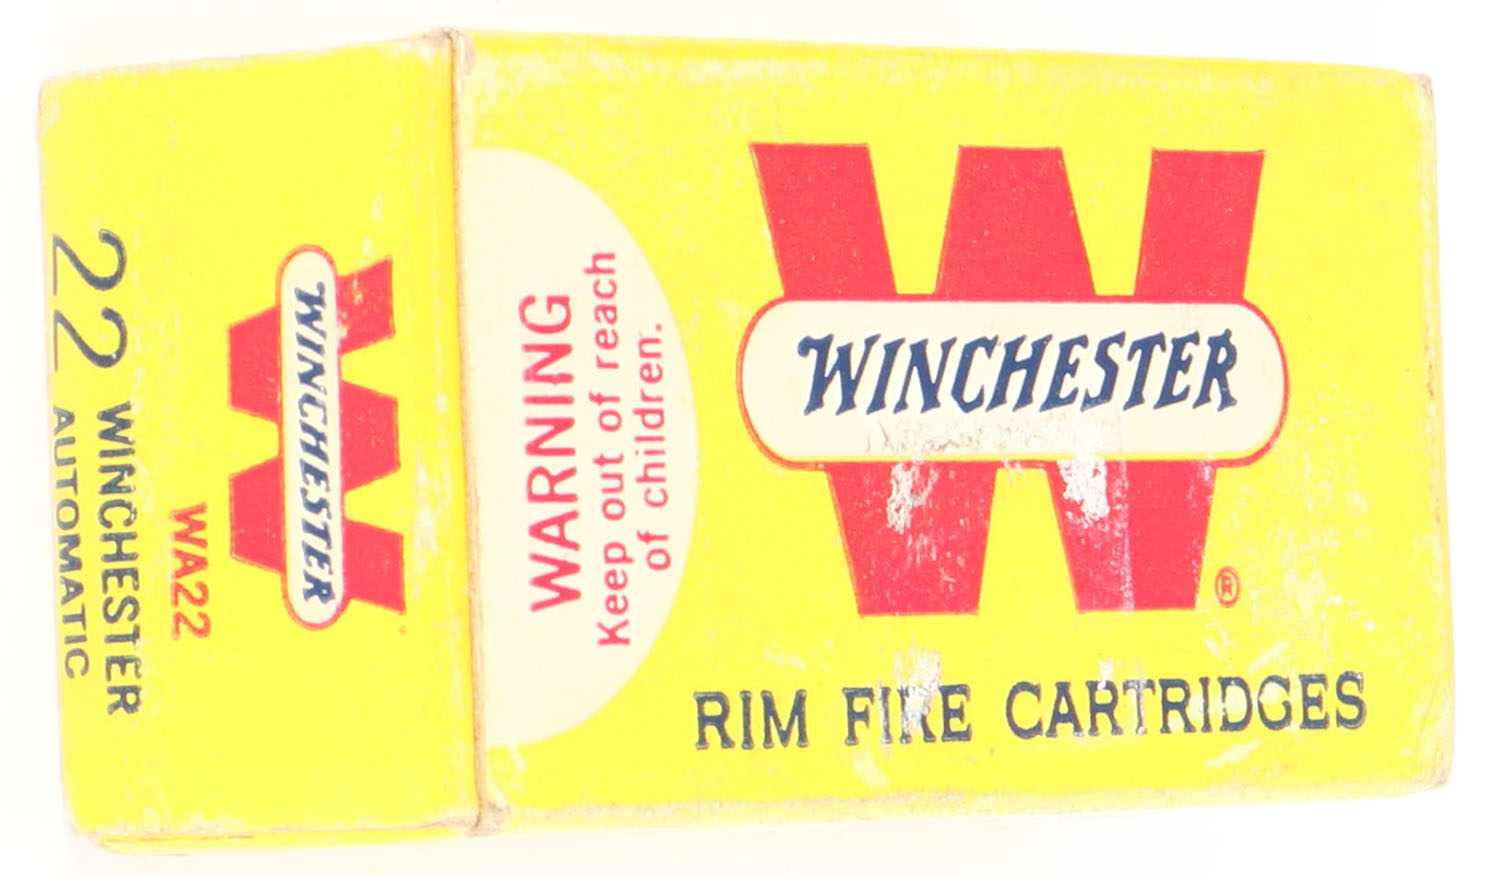 WINCHESTER
®
RIM FIRE CARTRIDGES
WARNING
Keep out of reach
of children.
WINCHESTER
WA22
22 WINCHESTER
AUTOMATIC